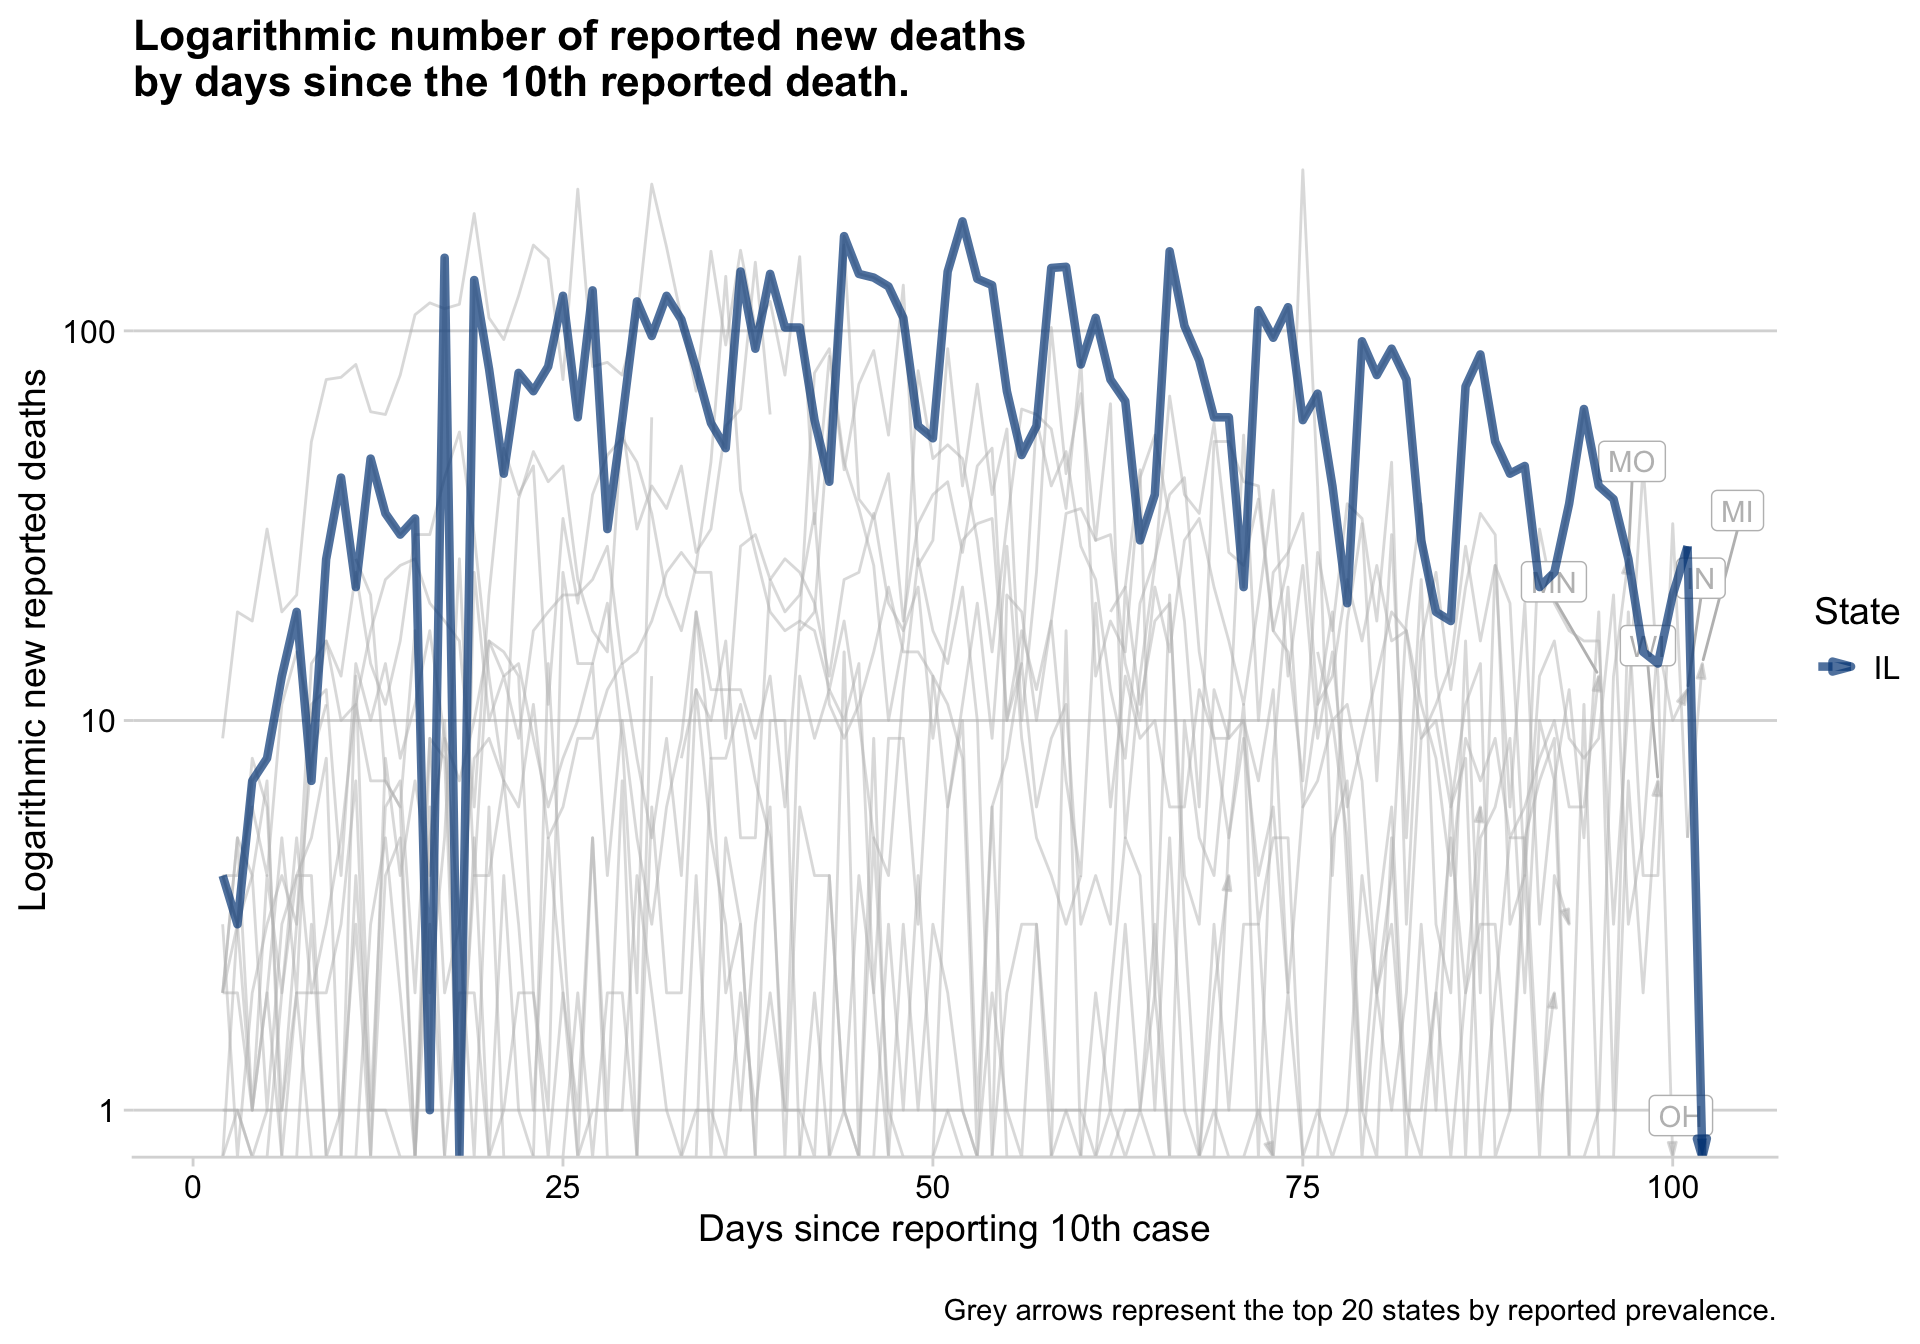 Logarithmic number of reported new deaths
by days since the 10th reported death.
Logarithmic new reported deaths
100
10
1
MO
MI
MN
OH
State
IL
0
25
50
75
100
Days since reporting 10th case
Grey arrows represent the top 20 states by reported prevalence.